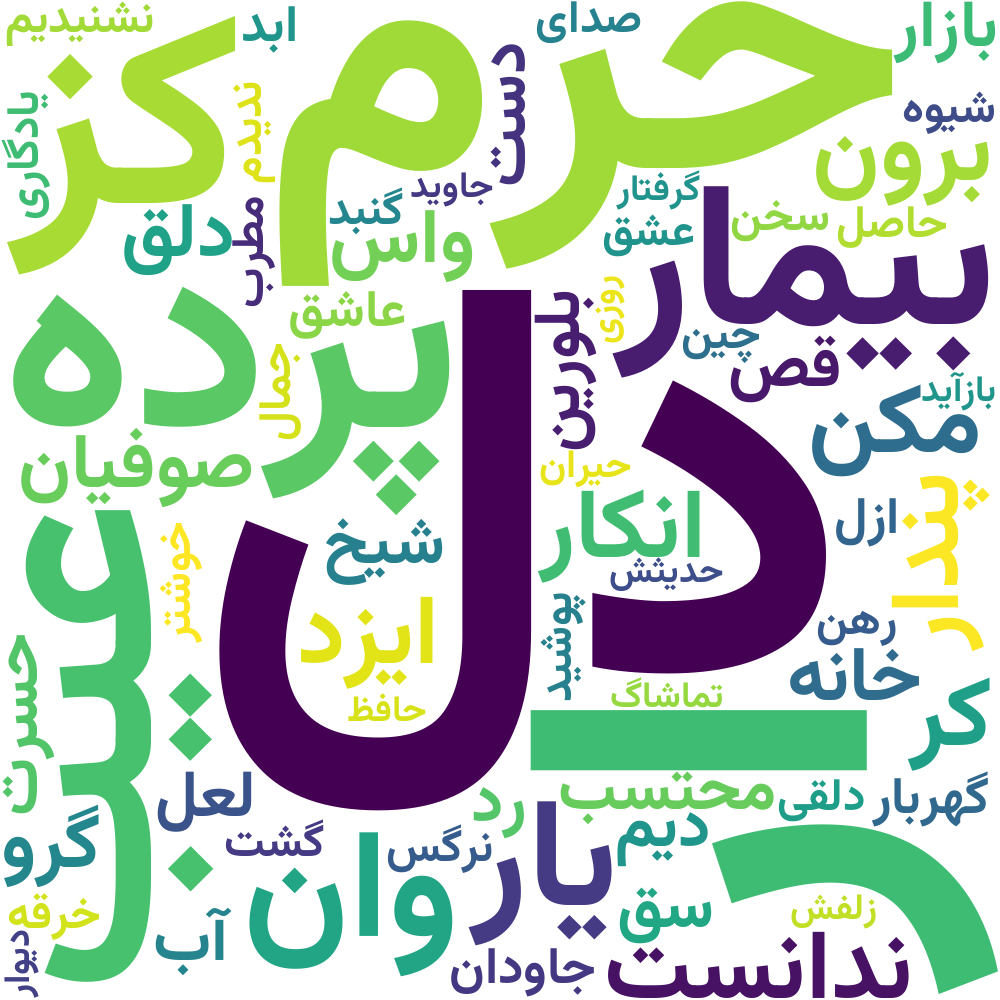 نشنیدیم
ابد
کز
حرم
صدای
بازار
یادگاری
ندیدم
دست
شیوه
برون
جاوید
گرفتار
دلق
مطرب
گنبد
واس
عشق
سخن
حاصل
بیمار
پرده
عاشق
جمال
بلورین
روزی
چین
قص
بازآید
مکن
صوفیان
دل
حیران
انکار
ازل
پندار
عیب
خوشتر
شیخ
حدیثش
ایزد
پوشید
رهن
خانه
حسرت
حافظ
تماشاگ
کر
را
لعل
رد
محتسب
دلقی
گهربار
گرو
گشت
وان
نرگس
یار
دیم
خرقه
سق
زلفش
دیوار
آب
جاودان
ندانست